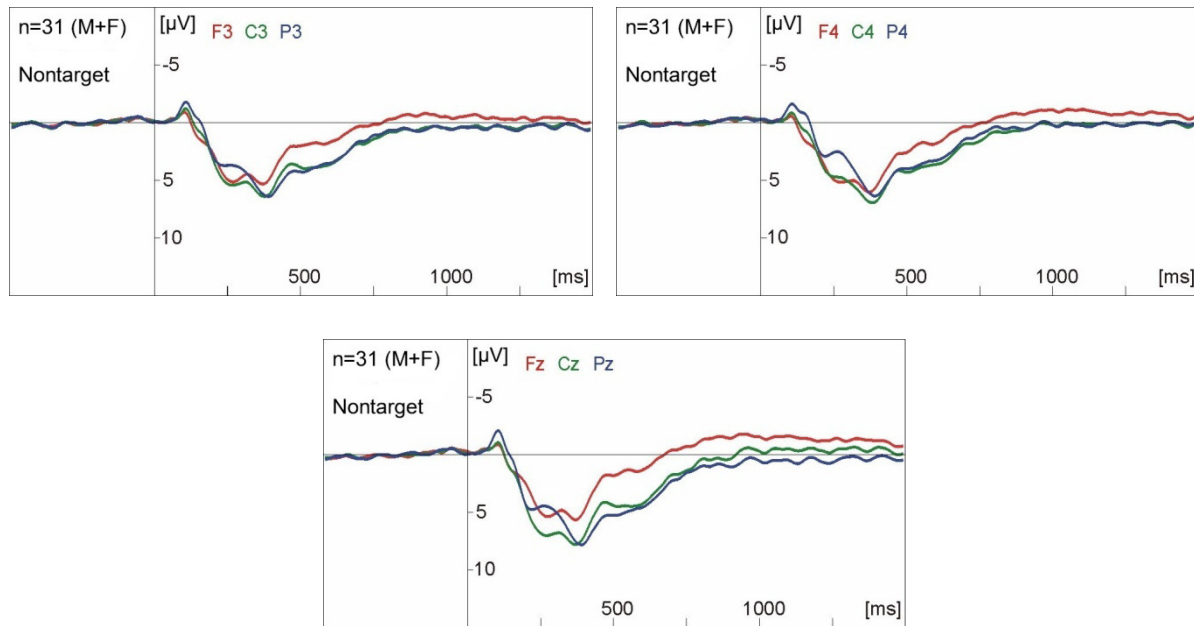 n=31 (M+F) [µV] F3 C3 P3
-5
Nontarget
5
10
500 1000 [ms]
n=31 (M+F) [µV] F4 C4 P4
-5
Nontarget
5
10
500 1000 [ms]
n=31 (M+F) [µV] Fz Cz Pz
-5
Nontarget
5
10
500 1000 [ms]